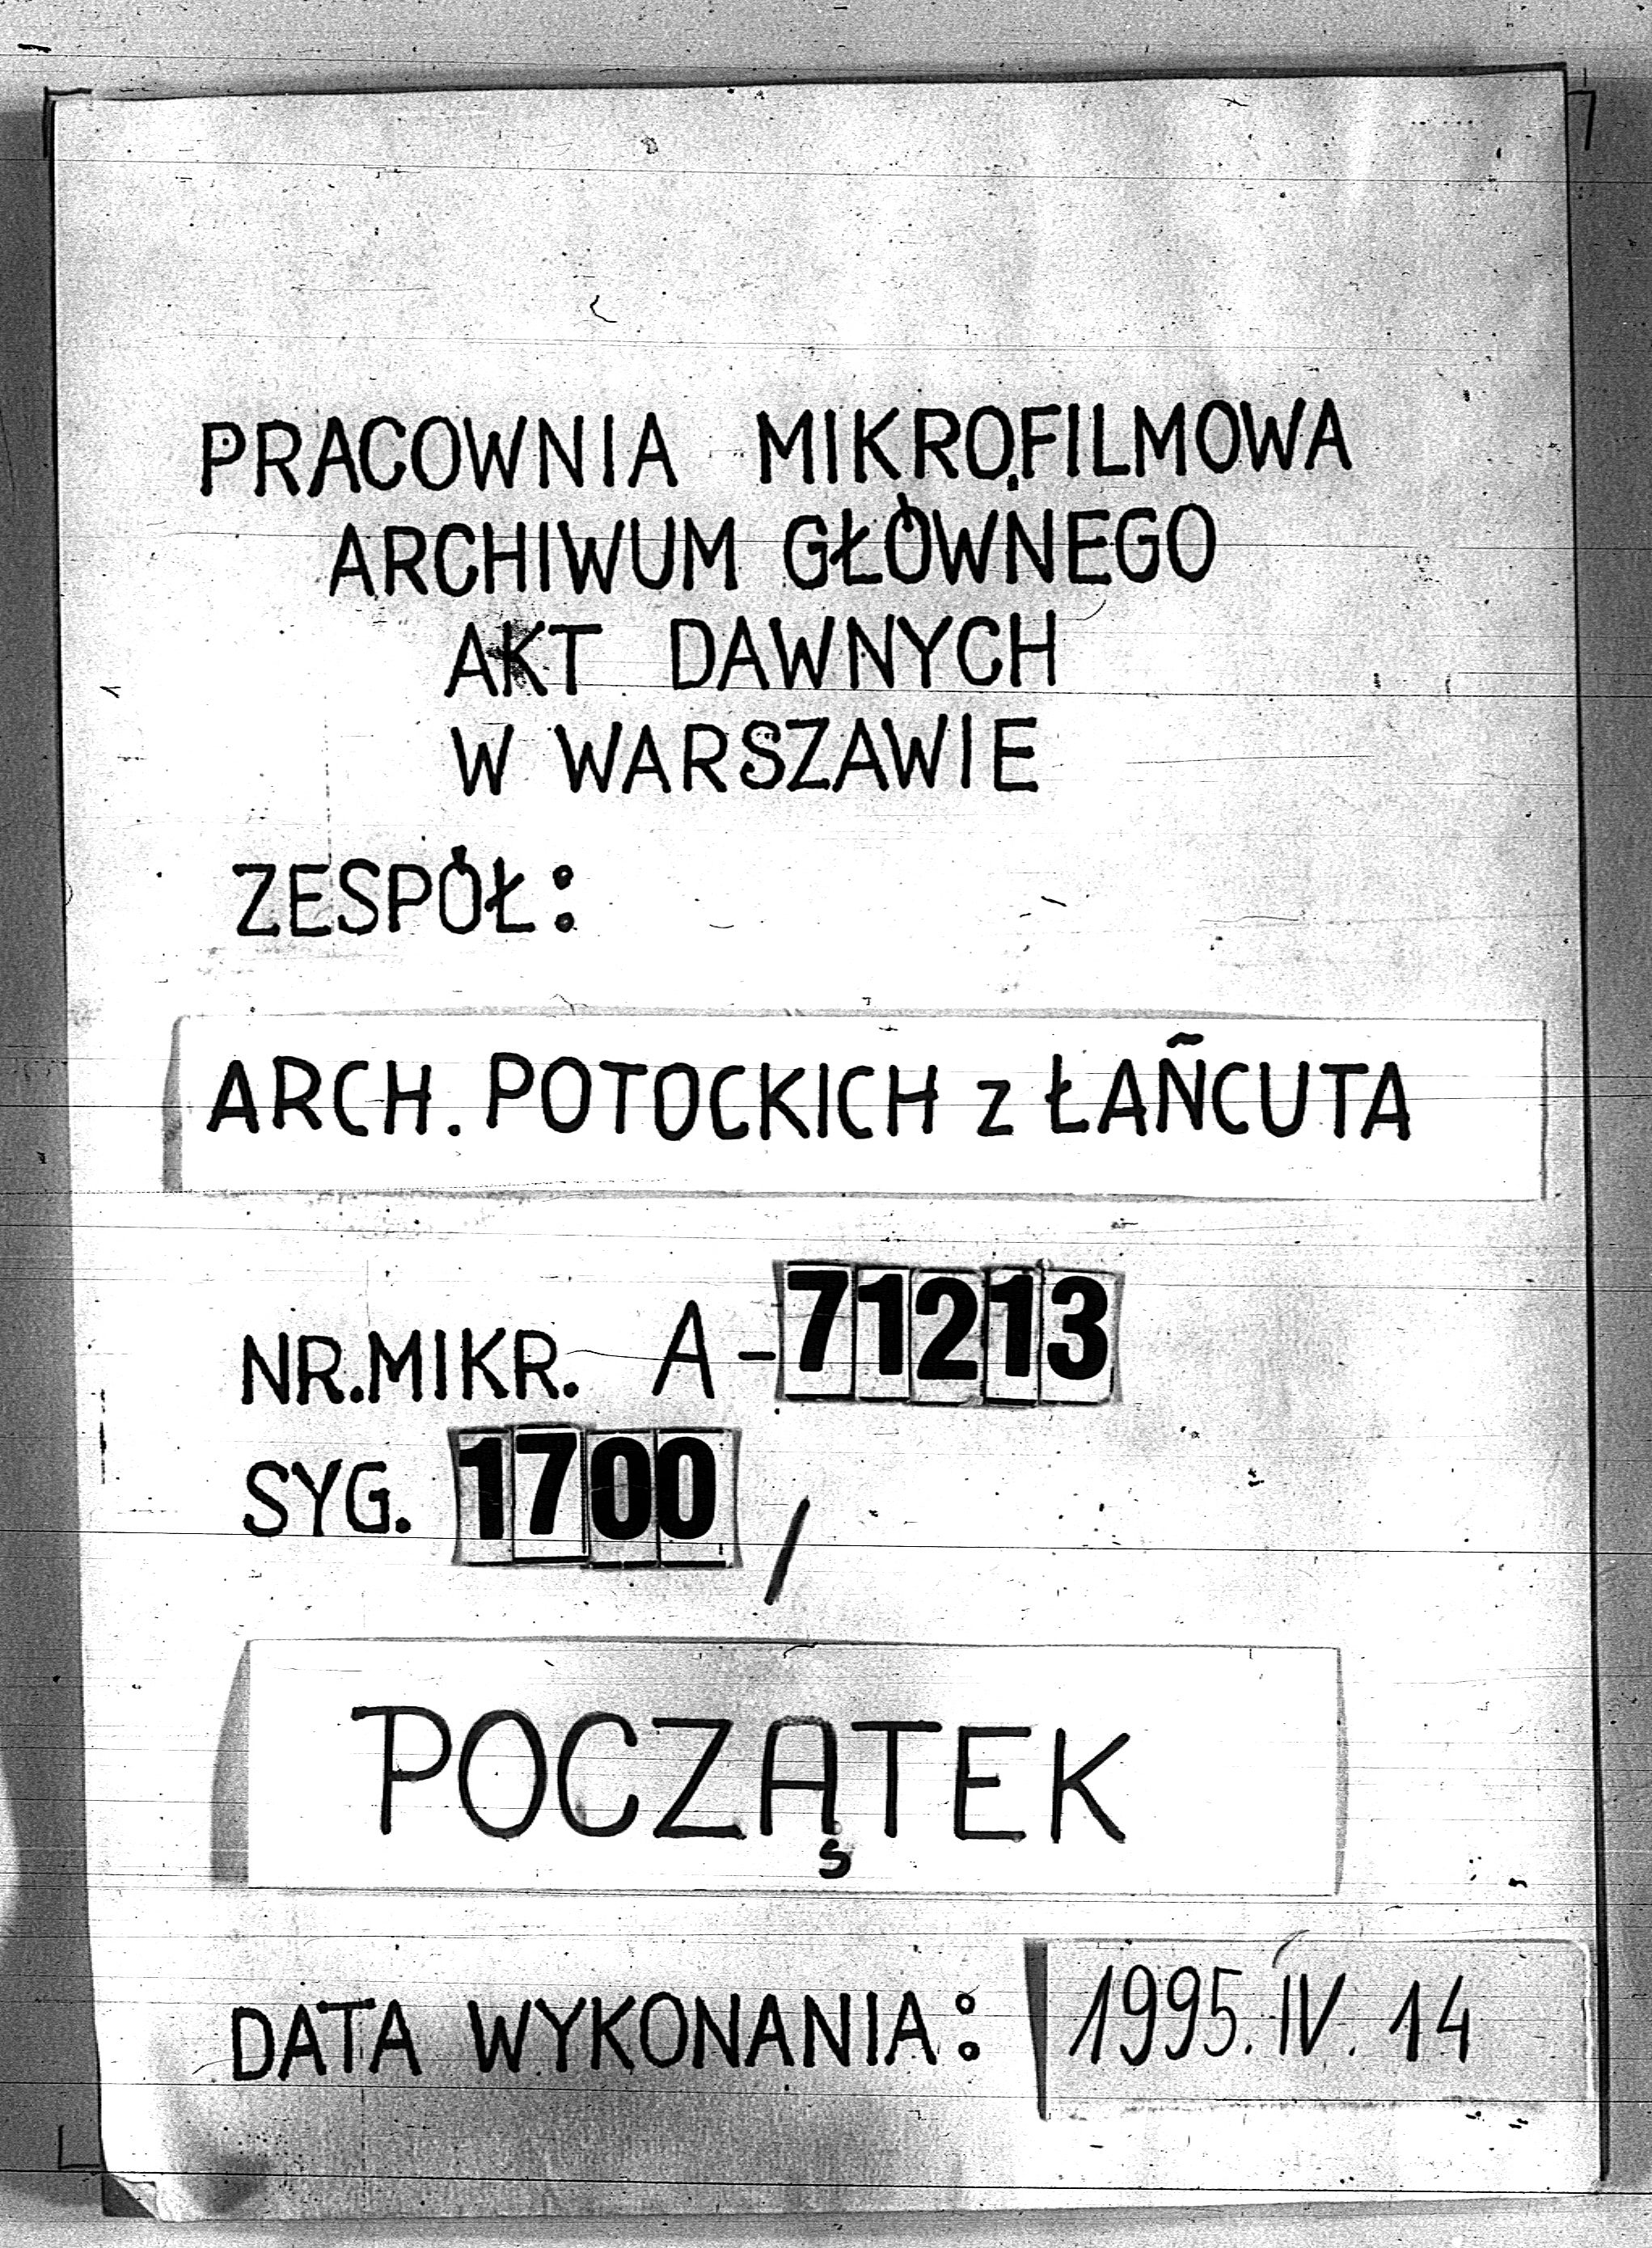 PRACOWNIA MIKROFILMOWA
ARCHIWUM GŁÓWNEGO
AKT DAWNYCH
W WARSZAWIE
ZESPÓŁ:
ARCH. POTOCKICH z ŁAŃCUTA
NR.MIKR. A-71213
SYG. 1700 /
POCZĄTEK
DATA WYKONANIA: 1995. IV. 14